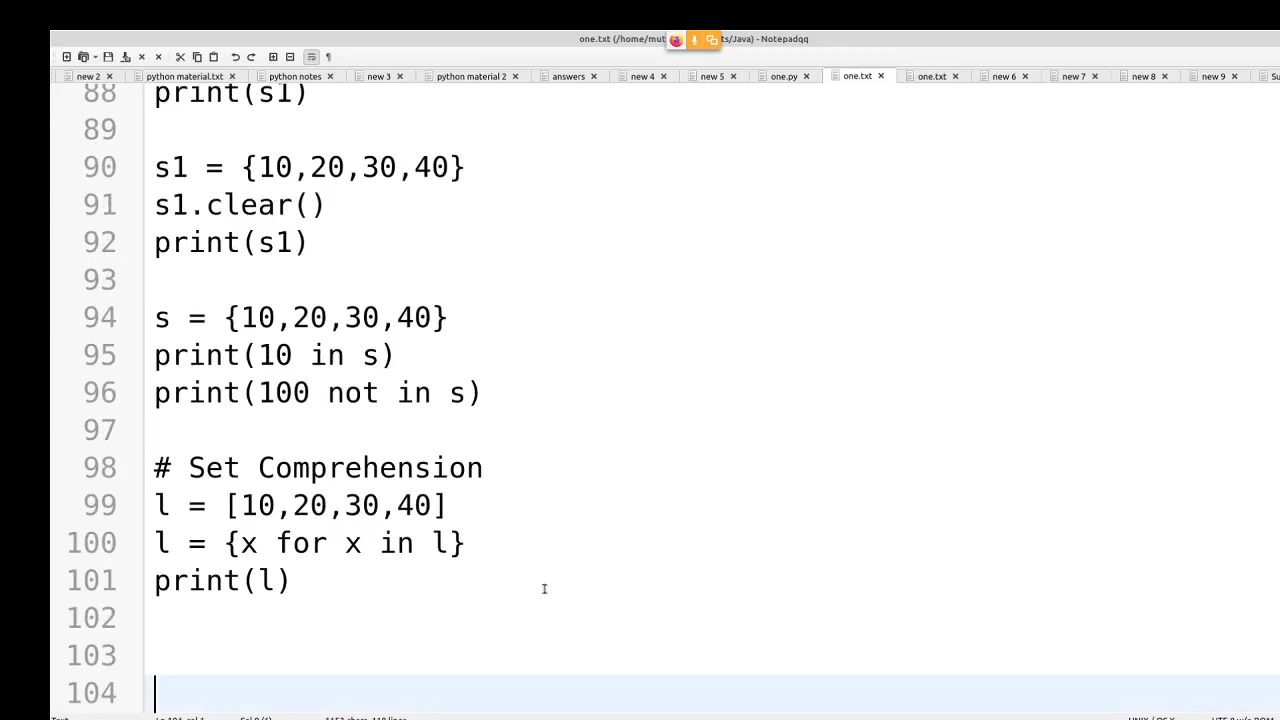 one.txt (/home/mut ts/Java) - Notepadqq
new 2 python material.txt python notes new 3 python material 2 answers new 4 new 5 one.py one.txt one.txt new 6 new 7 new 8 new 9
88 print(s1)
89
90 s1 = {10,20,30,40}
91 s1.clear()
92 print(s1)
93
94 s = {10,20,30,40}
95 print(10 in s)
96 print(100 not in s)
97
98 # Set Comprehension
99 l = [10,20,30,40]
100 l = {x for x in l}
101 print(l)
102
103
104